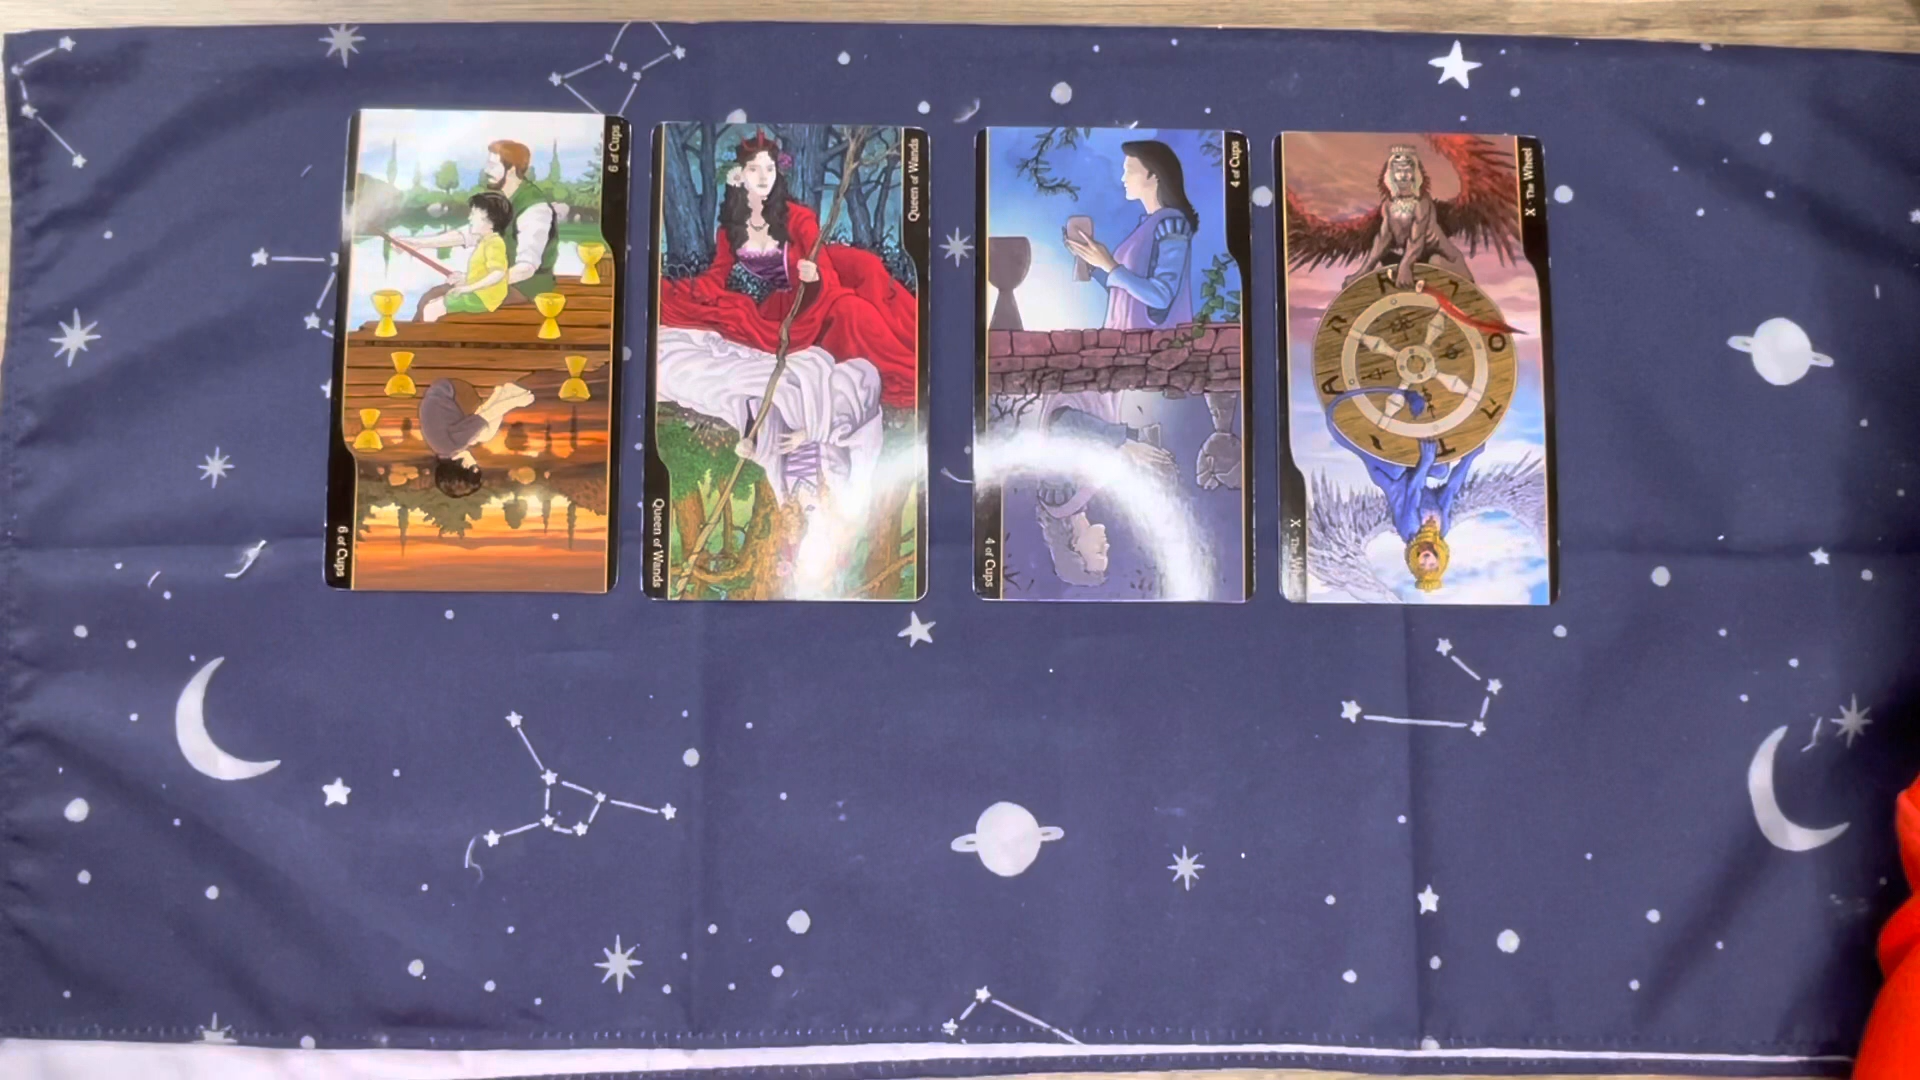 6 of Cups
Queen of Wands
4 of Cups
X · The Wheel
6 of Cups
Queen of Wands
4 of Cups
X · The